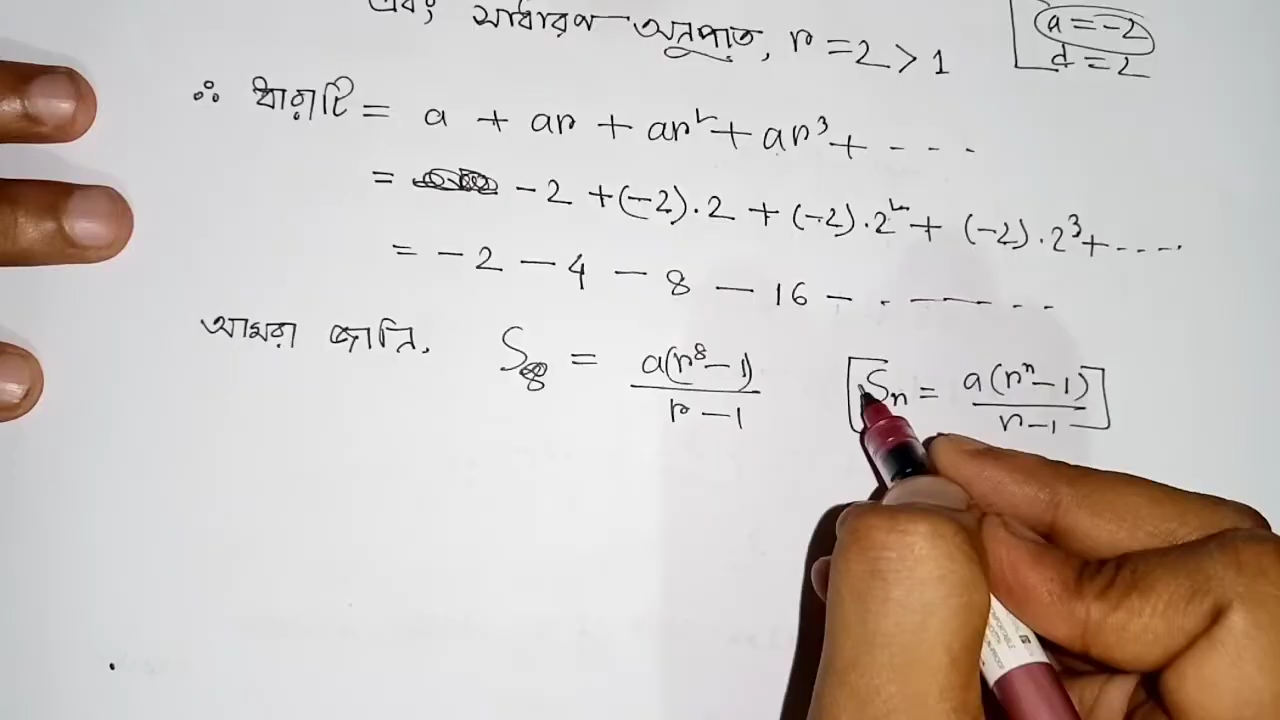 এবং সাধারণ অনুপাত, r = 2 > 1
a = -2
d = 2
∴ ধারাটি = a + ar + ar² + ar³ + - - -
= -2 + (-2).2 + (-2).2² + (-2).2³ + ----
= -2 - 4 - 8 - 16 - . ---- . .
আমরা জানি, S₈ = a(r⁸-1) / r-1 [Sₙ = a(rⁿ-1) / r-1]